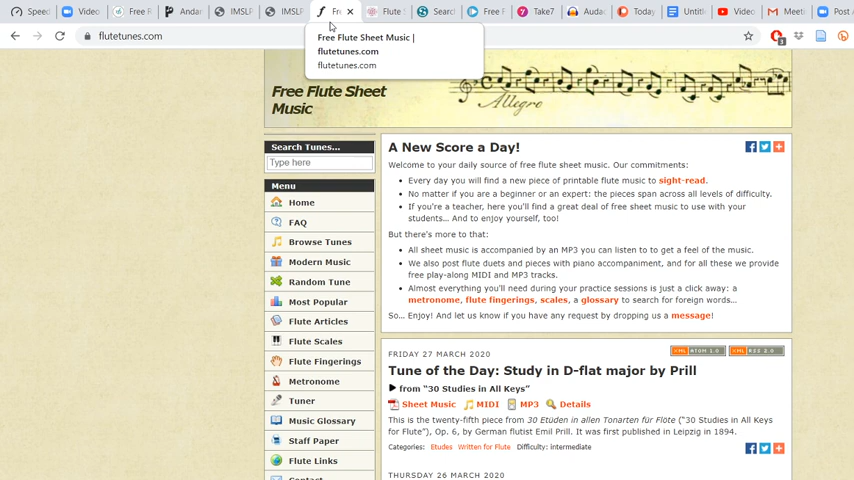 Speed
Video
Free R
Andar
IMSLP
IMSLP
Fre
Flute S
Search
Free F
Take7
Audac
Untitl
Video
Meeti
Post A
flutetunes.com
Free Flute Sheet Music |
flutetunes.com
flutetunes.com
3
Free Flute Sheet
Music
Allegro
Search Tunes...
Type here
Menu
Home
FAQ
Browse Tunes
Modern Music
Random Tune
Most Popular
Flute Articles
Flute Scales
Flute Fingerings
Metronome
Tuner
Music Glossary
Staff Paper
Flute Links
Contact
A New Score a Day!
Welcome to your daily source of free flute sheet music. Our commitments:
• Every day you will find a new piece of printable flute music to sight-read.
• No matter if you are a beginner or an expert: the pieces span across all levels of difficulty.
• If you're a teacher, here you'll find a great deal of free sheet music to use with your
students… And to enjoy yourself, too!
But there's more to that:
• All sheet music is accompanied by an MP3 you can listen to to get a feel of the music.
• We also post flute duets and pieces with piano accompaniment, and for all these we provide
free play-along MIDI and MP3 tracks.
• Almost everything you'll need during your practice sessions is just a click away: a
metronome, flute fingerings, scales, a glossary to search for foreign words…
So… Enjoy! And let us know if you have any request by dropping us a message!
FRIDAY 27 MARCH 2020
XML ATOM 1.0
XML RSS 2.0
Tune of the Day: Study in D-flat major by Prill
from “30 Studies in All Keys”
Sheet Music MIDI MP3 Details
This is the twenty-fifth piece from 30 Etüden in allen Tonarten für Flöte (“30 Studies in All Keys
for Flute”), Op. 6, by German flutist Emil Prill. It was first published in Leipzig in 1894.
Categories: Etudes Written for Flute Difficulty: intermediate
THURSDAY 26 MARCH 2020